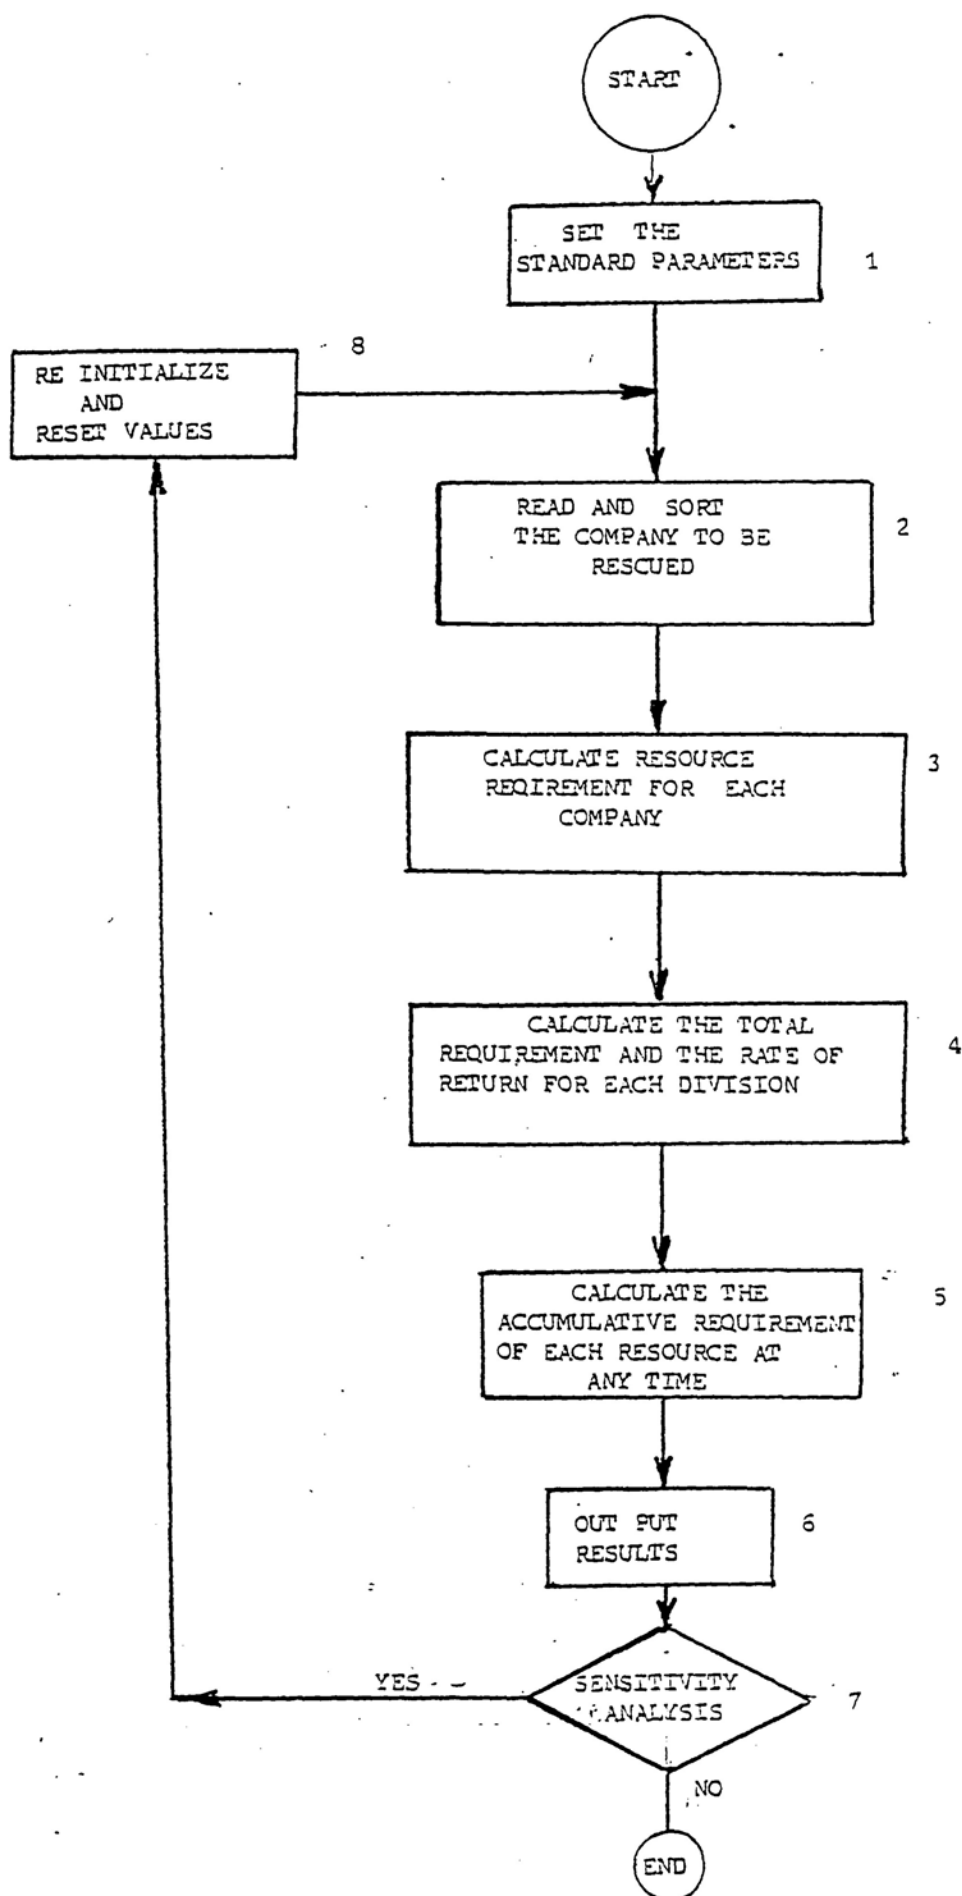 START
SET THE
STANDARD PARAMETERS
1
8
RE INITIALIZE
AND
RESET VALUES
READ AND SORT
THE COMPANY TO BE
RESCUED
2
CALCULATE RESOURCE
REQIREMENT FOR EACH
COMPANY
3
CALCULATE THE TOTAL
REQUIREMENT AND THE RATE OF
RETURN FOR EACH DIVISION
4
CALCULATE THE
ACCUMULATIVE REQUIREMENT
OF EACH RESOURCE AT
ANY TIME
5
OUT PUT
RESULTS
6
YES
SENSITIVITY
ANALYSIS
7
NO
END